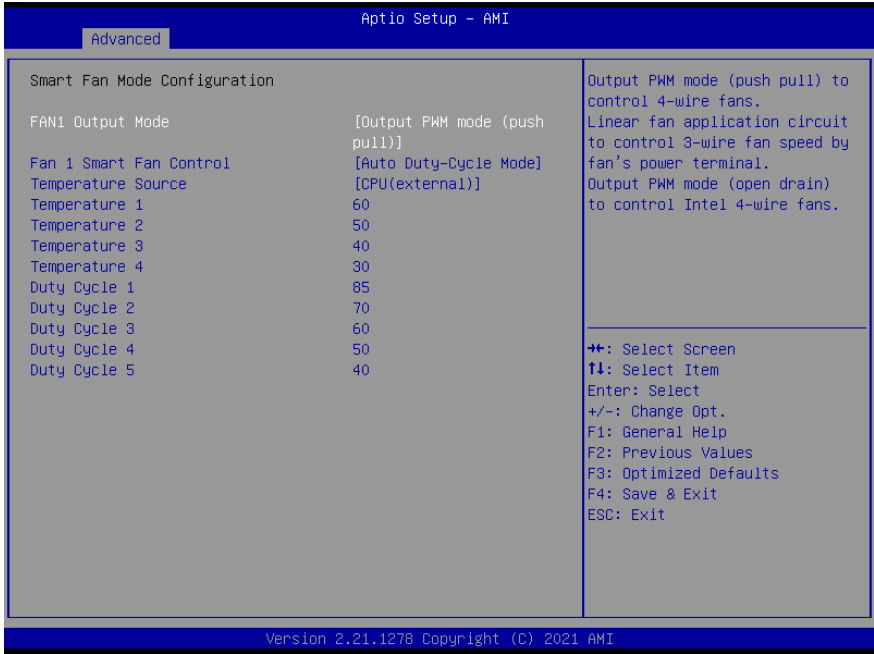 Aptio Setup – AMI
Advanced
Smart Fan Mode Configuration
FAN1 Output Mode [Output PWM mode (push
pull)]
Fan 1 Smart Fan Control [Auto Duty-Cycle Mode]
Temperature Source [CPU(external)]
Temperature 1 60
Temperature 2 50
Temperature 3 40
Temperature 4 30
Duty Cycle 1 85
Duty Cycle 2 70
Duty Cycle 3 60
Duty Cycle 4 50
Duty Cycle 5 40
Output PWM mode (push pull) to
control 4-wire fans.
Linear fan application circuit
to control 3-wire fan speed by
fan's power terminal.
Output PWM mode (open drain)
to control Intel 4-wire fans.
→←: Select Screen
↑↓: Select Item
Enter: Select
+/-: Change Opt.
F1: General Help
F2: Previous Values
F3: Optimized Defaults
F4: Save & Exit
ESC: Exit
Version 2.21.1278 Copyright (C) 2021 AMI